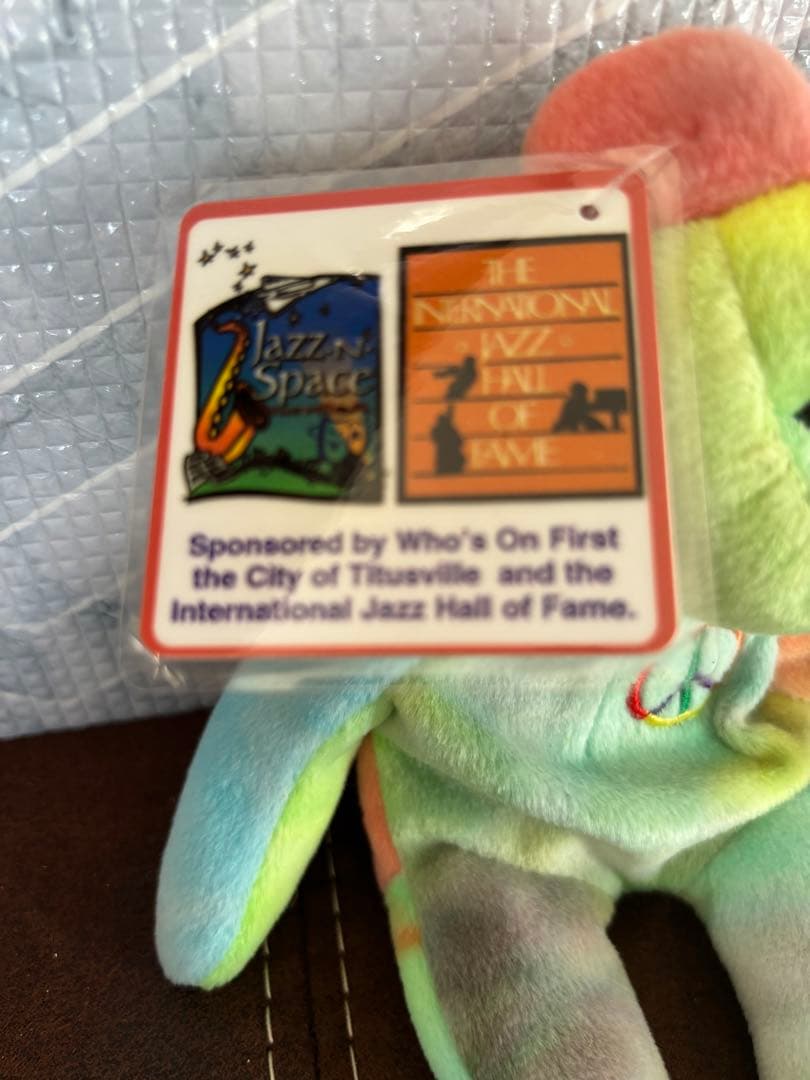 Jazz-N-
Space
THE
INTERNATIONAL
JAZZ
HALL
OF
FAME
Sponsored by Who's On First
the City of Titusville and the
International Jazz Hall of Fame.